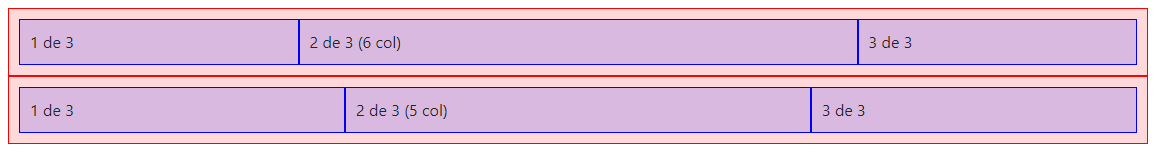 1 de 3 2 de 3 (6 col) 3 de 3
1 de 3 2 de 3 (5 col) 3 de 3